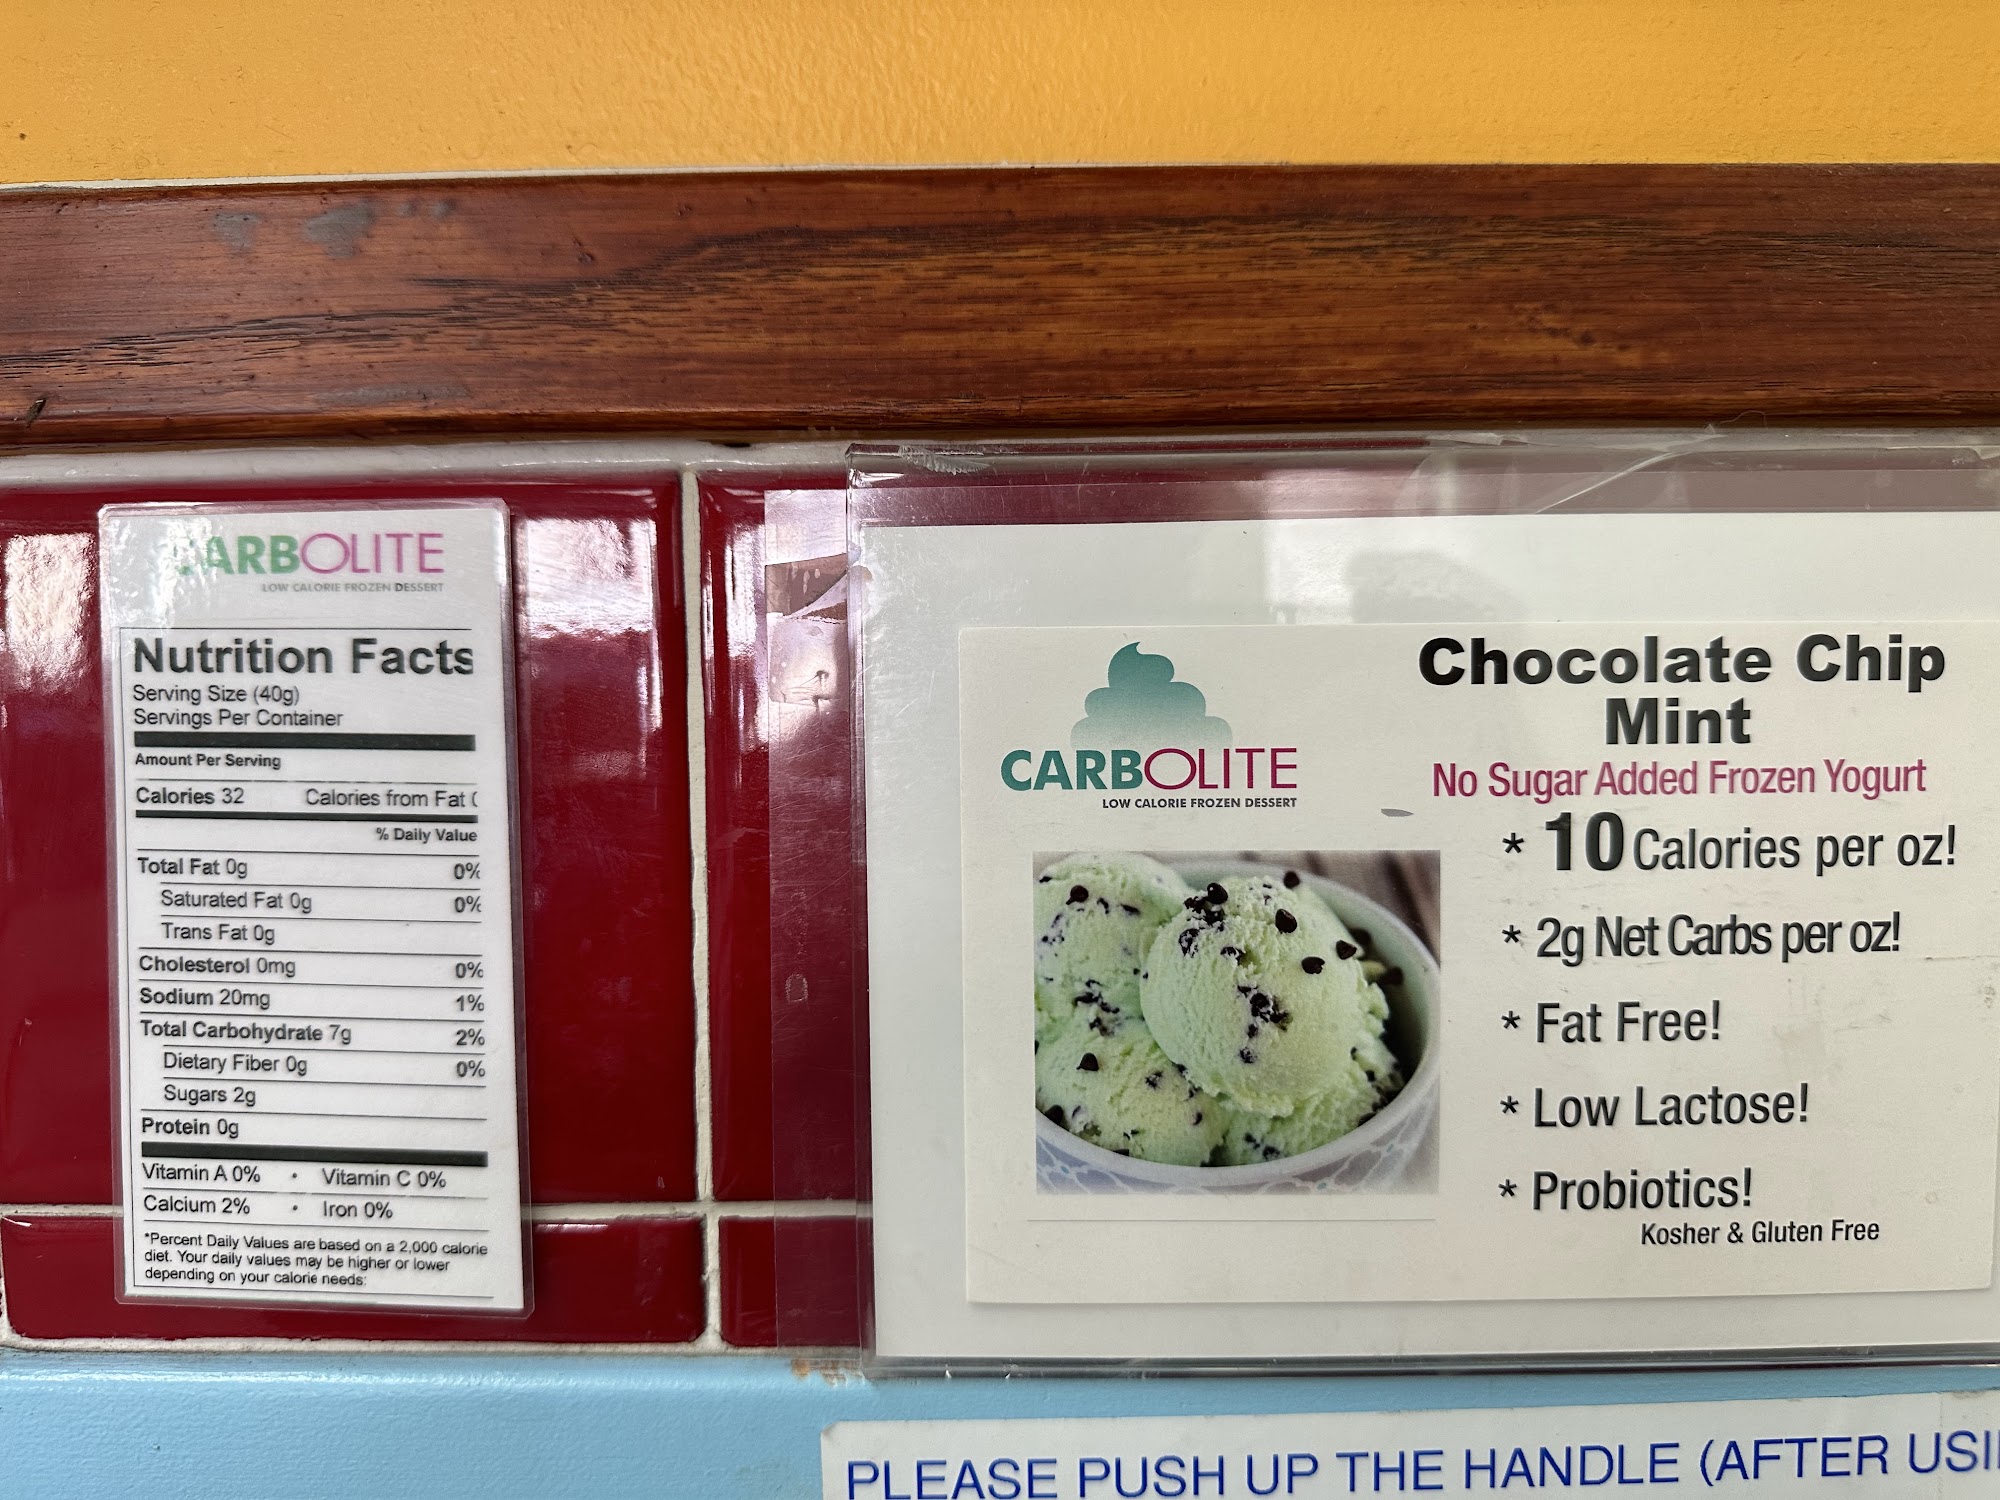 CARBOLITE
LOW CALORIE FROZEN DESSERT
Nutrition Facts
Serving Size (40g)
Servings Per Container
Amount Per Serving
Calories 32 Calories from Fat
% Daily Value
Total Fat 0g 0%
Saturated Fat 0g 0%
Trans Fat 0g
Cholesterol 0mg 0%
Sodium 20mg 1%
Total Carbohydrate 7g 2%
Dietary Fiber 0g 0%
Sugars 2g
Protein 0g
Vitamin A 0% • Vitamin C 0%
Calcium 2% • Iron 0%
*Percent Daily Values are based on a 2,000 calorie
diet. Your daily values may be higher or lower
depending on your calorie needs:
CARBOLITE
LOW CALORIE FROZEN DESSERT
Chocolate Chip
Mint
No Sugar Added Frozen Yogurt
* 10 Calories per oz!
* 2g Net Carbs per oz!
* Fat Free!
* Low Lactose!
* Probiotics!
Kosher & Gluten Free
PLEASE PUSH UP THE HANDLE (AFTER